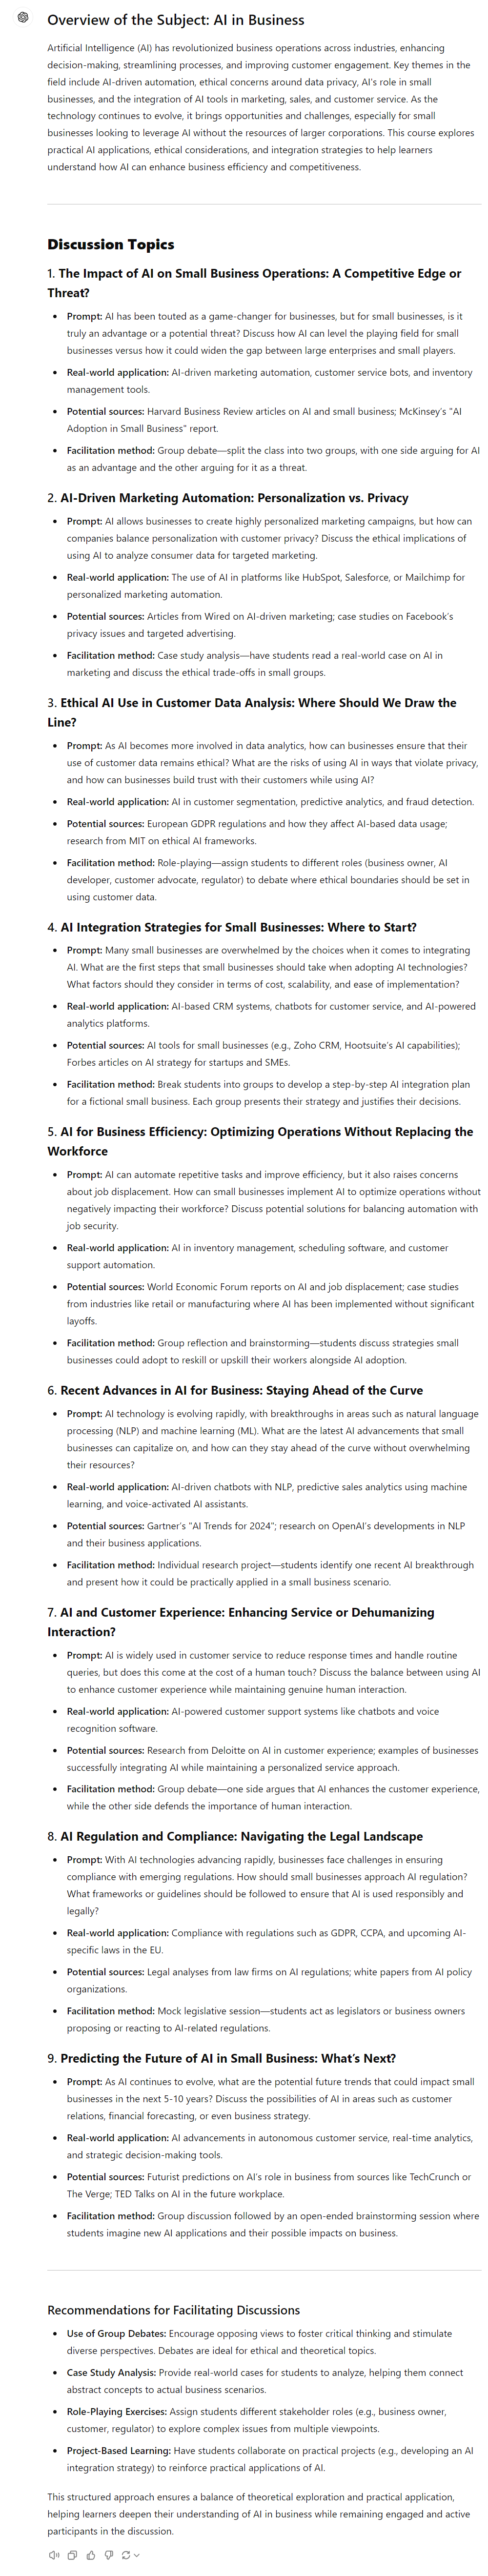 Overview of the Subject: AI in Business
Artificial Intelligence (AI) has revolutionized business operations across industries, enhancing
decision-making, streamlining processes, and improving customer engagement. Key themes in the
field include AI-driven automation, ethical concerns around data privacy, AI's role in small
businesses, and the integration of AI tools in marketing, sales, and customer service. As the
technology continues to evolve, it brings opportunities and challenges, especially for small
businesses looking to leverage AI without the resources of larger corporations. This course explores
practical AI applications, ethical considerations, and integration strategies to help learners
understand how AI can enhance business efficiency and competitiveness.
Discussion Topics
1. The Impact of AI on Small Business Operations: A Competitive Edge or
Threat?
• Prompt: AI has been touted as a game-changer for businesses, but for small businesses, is it
truly an advantage or a potential threat? Discuss how AI can level the playing field for small
businesses versus how it could widen the gap between large enterprises and small players.
• Real-world application: AI-driven marketing automation, customer service bots, and inventory
management tools.
• Potential sources: Harvard Business Review articles on AI and small business; McKinsey's "AI
Adoption in Small Business" report.
• Facilitation method: Group debate—split the class into two groups, with one side arguing for AI
as an advantage and the other arguing for it as a threat.
2. AI-Driven Marketing Automation: Personalization vs. Privacy
• Prompt: AI allows businesses to create highly personalized marketing campaigns, but how can
companies balance personalization with customer privacy? Discuss the ethical implications of
using AI to analyze consumer data for targeted marketing.
• Real-world application: The use of AI in platforms like HubSpot, Salesforce, or Mailchimp for
personalized marketing automation.
• Potential sources: Articles from Wired on AI-driven marketing; case studies on Facebook's
privacy issues and targeted advertising.
• Facilitation method: Case study analysis—have students read a real-world case on AI in
marketing and discuss the ethical trade-offs in small groups.
3. Ethical AI Use in Customer Data Analysis: Where Should We Draw the
Line?
• Prompt: As AI becomes more involved in data analytics, how can businesses ensure that their
use of customer data remains ethical? What are the risks of using AI in ways that violate privacy,
and how can businesses build trust with their customers while using AI?
• Real-world application: AI in customer segmentation, predictive analytics, and fraud detection.
• Potential sources: European GDPR regulations and how they affect AI-based data usage;
research from MIT on ethical AI frameworks.
• Facilitation method: Role-playing—assign students to different roles (business owner, AI
developer, customer advocate, regulator) to debate where ethical boundaries should be set in
using customer data.
4. AI Integration Strategies for Small Businesses: Where to Start?
• Prompt: Many small businesses are overwhelmed by the choices when it comes to integrating
AI. What are the first steps that small businesses should take when adopting AI technologies?
What factors should they consider in terms of cost, scalability, and ease of implementation?
• Real-world application: AI-based CRM systems, chatbots for customer service, and AI-powered
analytics platforms.
• Potential sources: AI tools for small businesses (e.g., Zoho CRM, Hootsuite's AI capabilities);
Forbes articles on AI strategy for startups and SMEs.
• Facilitation method: Break students into groups to develop a step-by-step AI integration plan
for a fictional small business. Each group presents their strategy and justifies their decisions.
5. AI for Business Efficiency: Optimizing Operations Without Replacing the
Workforce
• Prompt: AI can automate repetitive tasks and improve efficiency, but it also raises concerns
about job displacement. How can small businesses implement AI to optimize operations without
negatively impacting their workforce? Discuss potential solutions for balancing automation with
job security.
• Real-world application: AI in inventory management, scheduling software, and customer
support automation.
• Potential sources: World Economic Forum reports on AI and job displacement; case studies
from industries like retail or manufacturing where AI has been implemented without significant
layoffs.
• Facilitation method: Group reflection and brainstorming—students discuss strategies small
businesses could adopt to reskill or upskill their workers alongside AI adoption.
6. Recent Advances in AI for Business: Staying Ahead of the Curve
• Prompt: AI technology is evolving rapidly, with breakthroughs in areas such as natural language
processing (NLP) and machine learning (ML). What are the latest AI advancements that small
businesses can capitalize on, and how can they stay ahead of the curve without overwhelming
their resources?
• Real-world application: AI-driven chatbots with NLP, predictive sales analytics using machine
learning, and voice-activated AI assistants.
• Potential sources: Gartner's "AI Trends for 2024"; research on OpenAI's developments in NLP
and their business applications.
• Facilitation method: Individual research project—students identify one recent AI breakthrough
and present how it could be practically applied in a small business scenario.
7. AI and Customer Experience: Enhancing Service or Dehumanizing
Interaction?
• Prompt: AI is widely used in customer service to reduce response times and handle routine
queries, but does this come at the cost of a human touch? Discuss the balance between using AI
to enhance customer experience while maintaining genuine human interaction.
• Real-world application: AI-powered customer support systems like chatbots and voice
recognition software.
• Potential sources: Research from Deloitte on AI in customer experience; examples of businesses
successfully integrating AI while maintaining a personalized service approach.
• Facilitation method: Group debate—one side argues that AI enhances the customer experience,
while the other side defends the importance of human interaction.
8. AI Regulation and Compliance: Navigating the Legal Landscape
• Prompt: With AI technologies advancing rapidly, businesses face challenges in ensuring
compliance with emerging regulations. How should small businesses approach AI regulation?
What frameworks or guidelines should be followed to ensure that AI is used responsibly and
legally?
• Real-world application: Compliance with regulations such as GDPR, CCPA, and upcoming AI-
specific laws in the EU.
• Potential sources: Legal analyses from law firms on AI regulations; white papers from AI policy
organizations.
• Facilitation method: Mock legislative session—students act as legislators or business owners
proposing or reacting to AI-related regulations.
9. Predicting the Future of AI in Small Business: What's Next?
• Prompt: As AI continues to evolve, what are the potential future trends that could impact small
businesses in the next 5-10 years? Discuss the possibilities of AI in areas such as customer
relations, financial forecasting, or even business strategy.
• Real-world application: AI advancements in autonomous customer service, real-time analytics,
and strategic decision-making tools.
• Potential sources: Futurist predictions on AI's role in business from sources like TechCrunch or
The Verge; TED Talks on AI in the future workplace.
• Facilitation method: Group discussion followed by an open-ended brainstorming session where
students imagine new AI applications and their possible impacts on business.
Recommendations for Facilitating Discussions
• Use of Group Debates: Encourage opposing views to foster critical thinking and stimulate
diverse perspectives. Debates are ideal for ethical and theoretical topics.
• Case Study Analysis: Provide real-world cases for students to analyze, helping them connect
abstract concepts to actual business scenarios.
• Role-Playing Exercises: Assign students different stakeholder roles (e.g., business owner,
customer, regulator) to explore complex issues from multiple viewpoints.
• Project-Based Learning: Have students collaborate on practical projects (e.g., developing an AI
integration strategy) to reinforce practical applications of AI.
This structured approach ensures a balance of theoretical exploration and practical application,
helping learners deepen their understanding of AI in business while remaining engaged and active
participants in the discussion.